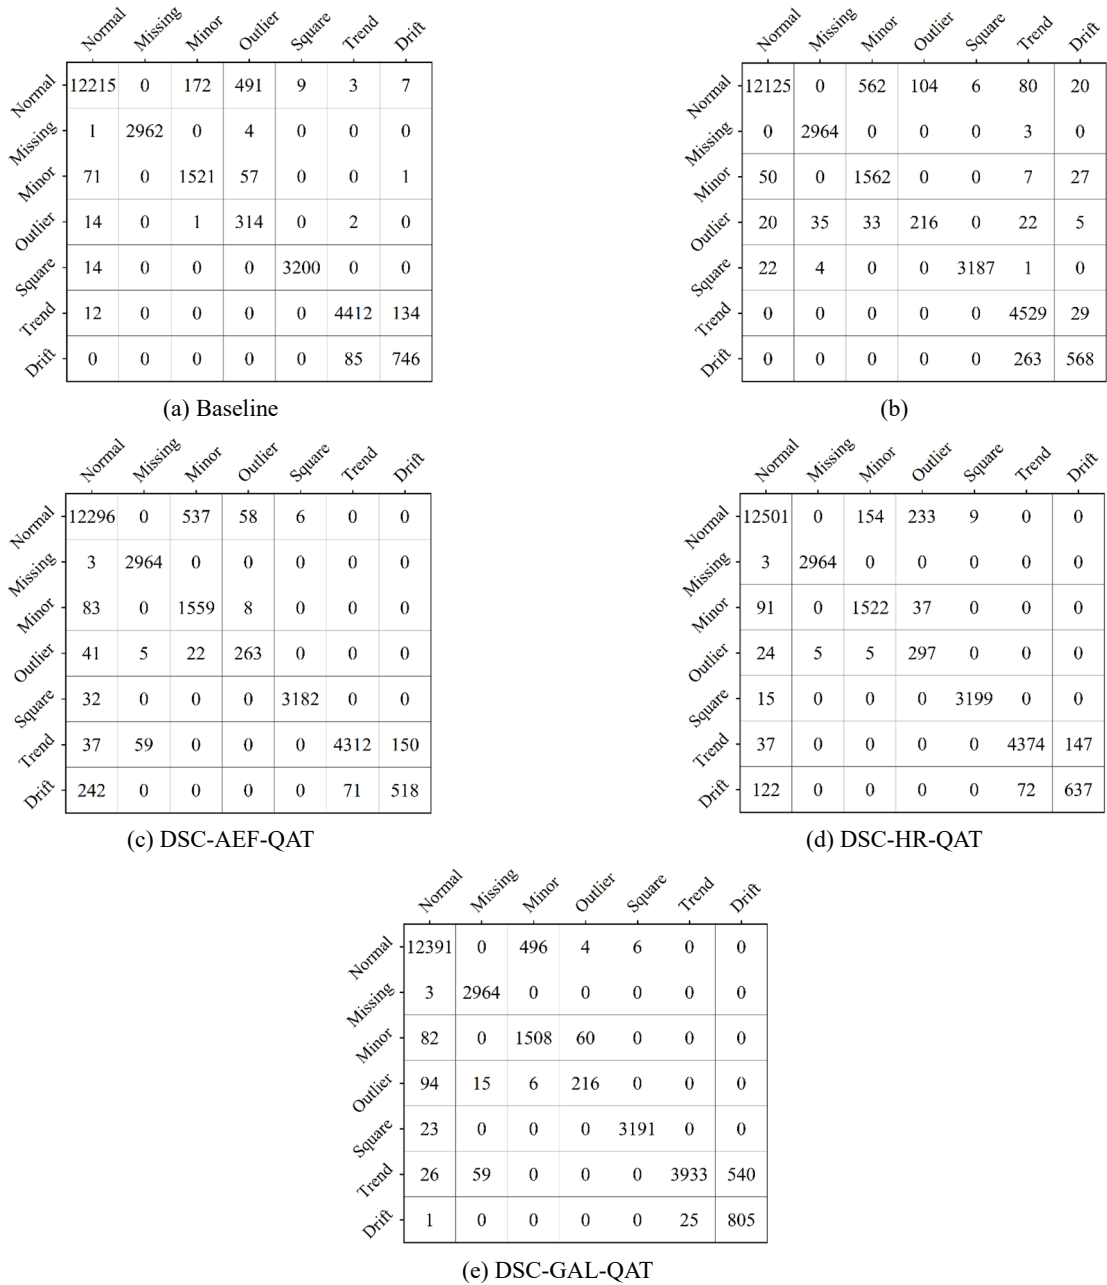 Normal Missing Minor Outlier Square Trend Drift
Normal 12215 0 172 491 9 3 7
Missing 1 2962 0 4 0 0 0
Minor 71 0 1521 57 0 0 1
Outlier 14 0 1 314 0 2 0
Square 14 0 0 0 3200 0 0
Trend 12 0 0 0 0 4412 134
Drift 0 0 0 0 0 85 746
(a) Baseline
Normal Missing Minor Outlier Square Trend Drift
Normal 12125 0 562 104 6 80 20
Missing 0 2964 0 0 0 3 0
Minor 50 0 1562 0 0 7 27
Outlier 20 35 33 216 0 22 5
Square 22 4 0 0 3187 1 0
Trend 0 0 0 0 0 4529 29
Drift 0 0 0 0 0 263 568
(b)
Normal Missing Minor Outlier Square Trend Drift
Normal 12296 0 537 58 6 0 0
Missing 3 2964 0 0 0 0 0
Minor 83 0 1559 8 0 0 0
Outlier 41 5 22 263 0 0 0
Square 32 0 0 0 3182 0 0
Trend 37 59 0 0 0 4312 150
Drift 242 0 0 0 0 71 518
(c) DSC-AEF-QAT
Normal Missing Minor Outlier Square Trend Drift
Normal 12501 0 154 233 9 0 0
Missing 3 2964 0 0 0 0 0
Minor 91 0 1522 37 0 0 0
Outlier 24 5 5 297 0 0 0
Square 15 0 0 0 3199 0 0
Trend 37 0 0 0 0 4374 147
Drift 122 0 0 0 0 72 637
(d) DSC-HR-QAT
Normal Missing Minor Outlier Square Trend Drift
Normal 12391 0 496 4 6 0 0
Missing 3 2964 0 0 0 0 0
Minor 82 0 1508 60 0 0 0
Outlier 94 15 6 216 0 0 0
Square 23 0 0 0 3191 0 0
Trend 26 59 0 0 0 3933 540
Drift 1 0 0 0 0 25 805
(e) DSC-GAL-QAT